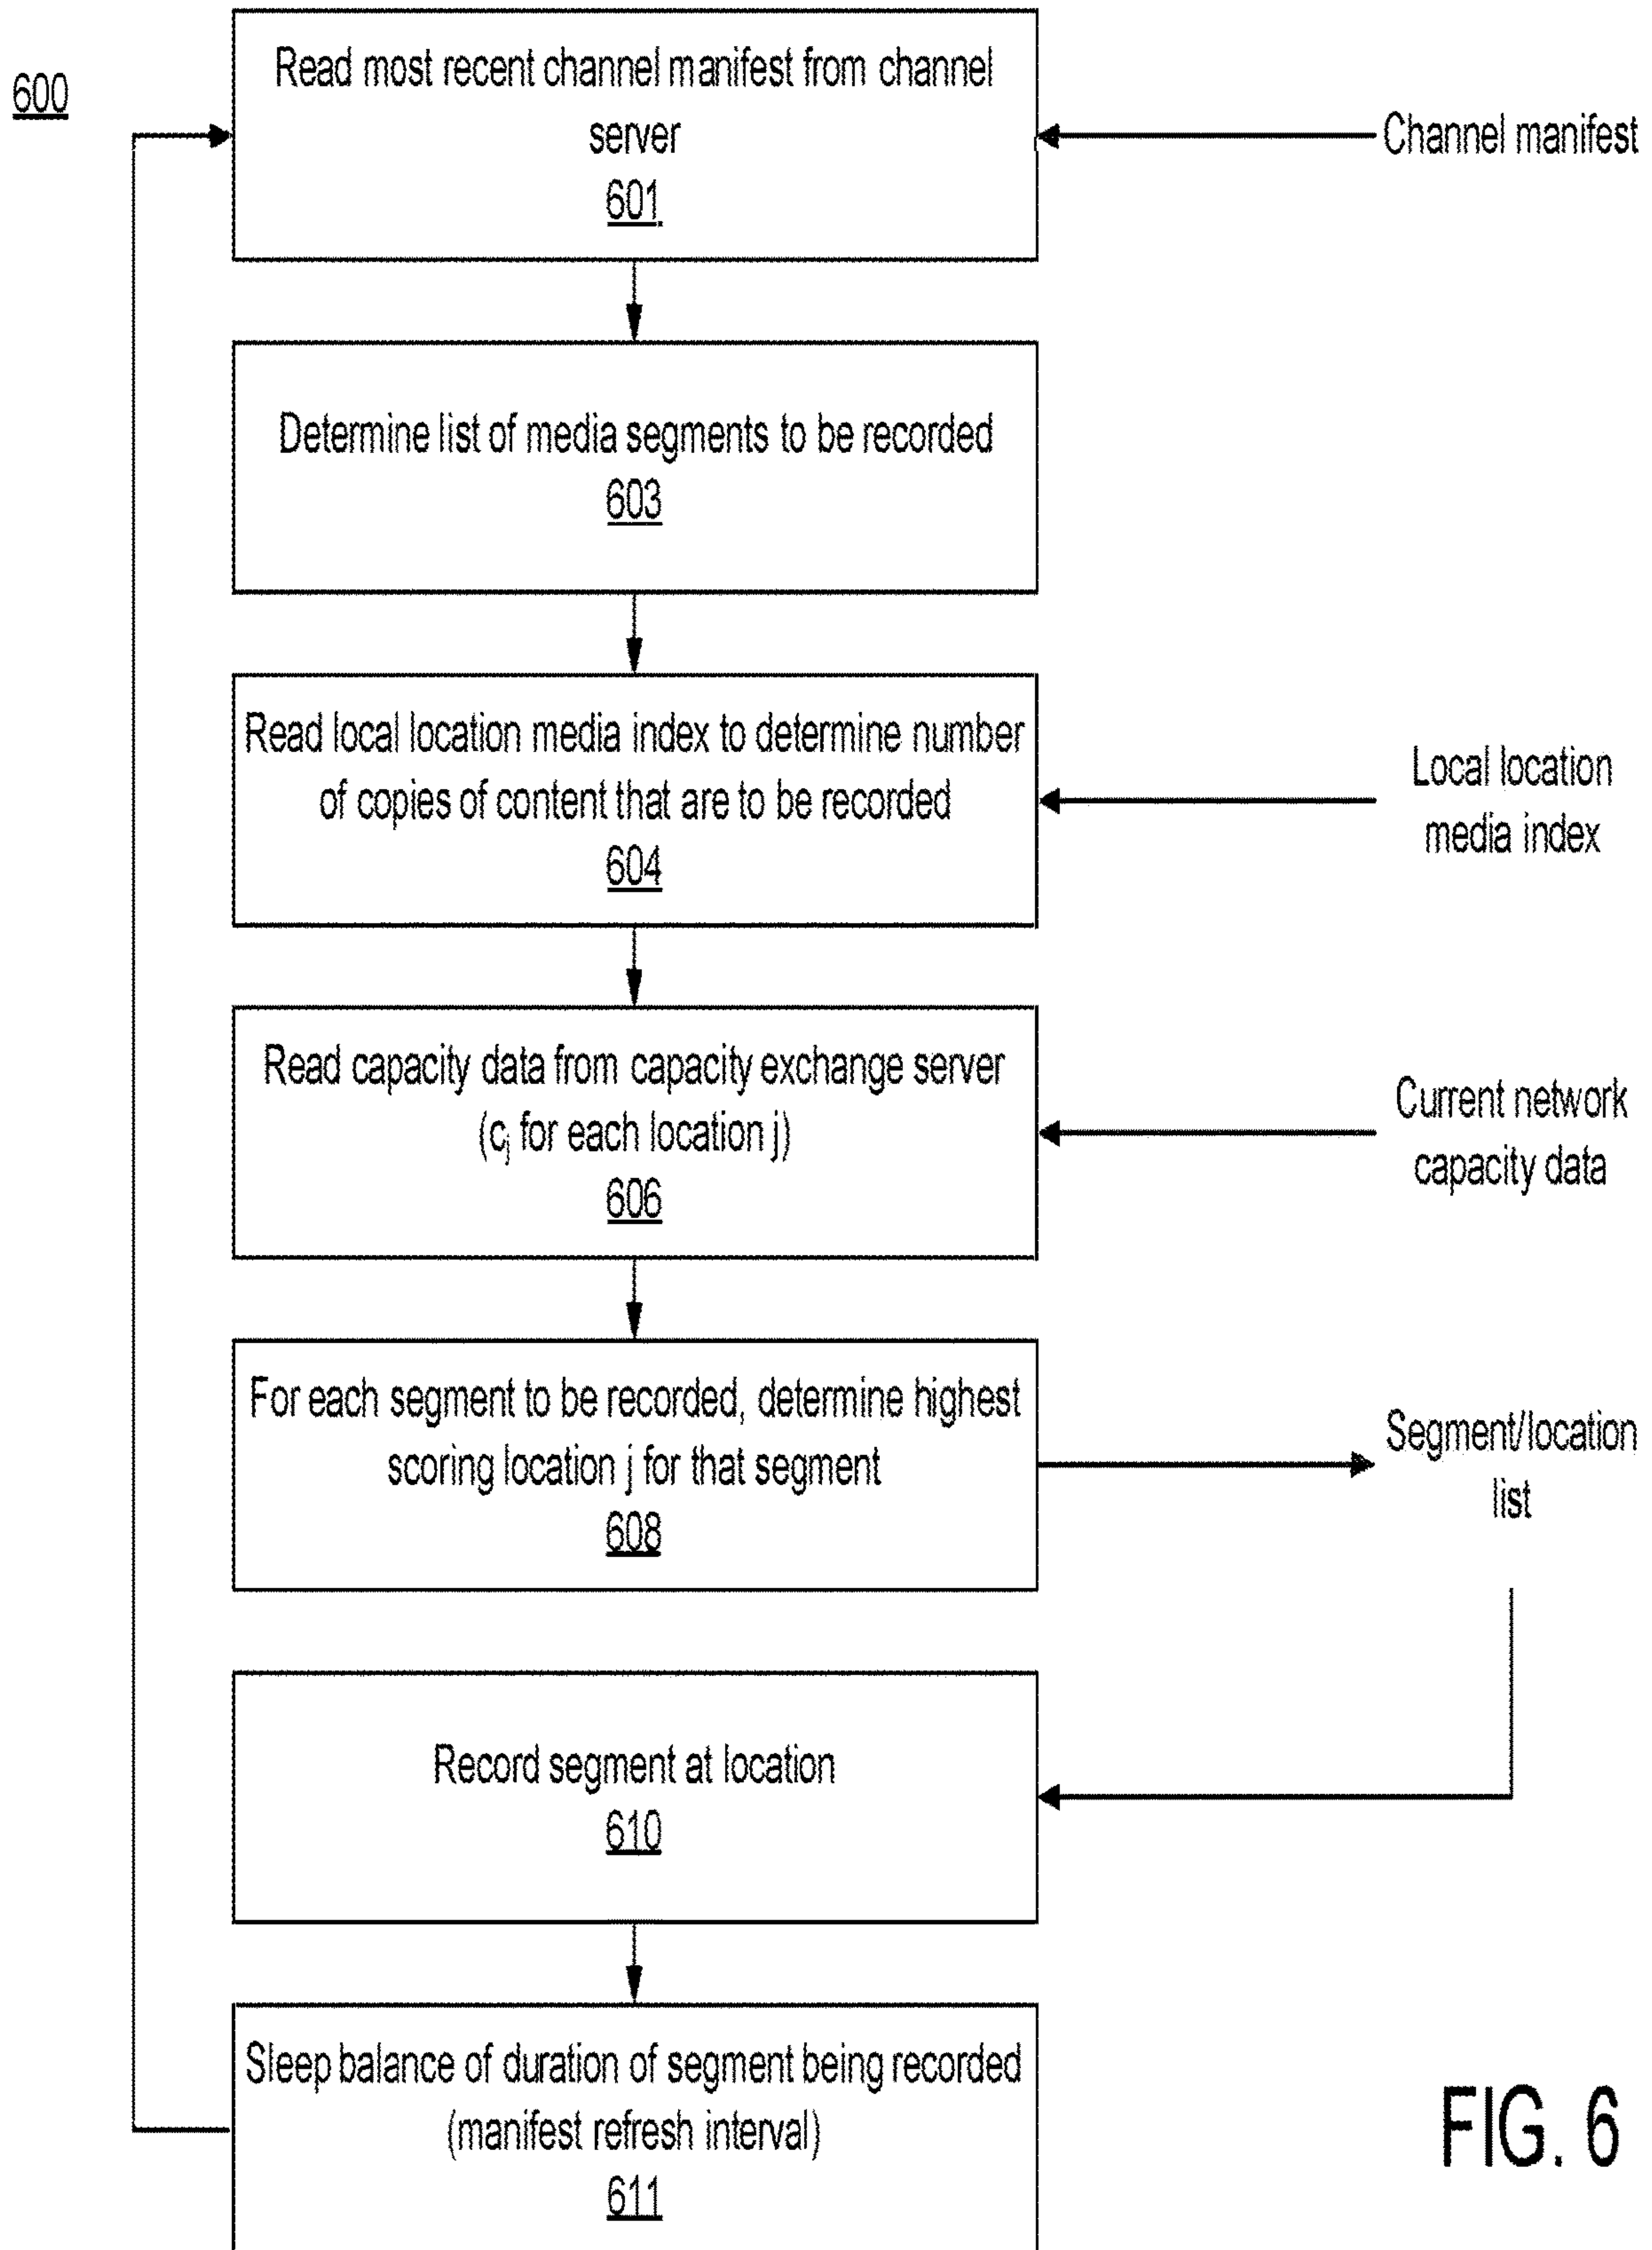 600
Read most recent channel manifest from channel
server
601
Channel manifest
Determine list of media segments to be recorded
603
Read local location media index to determine number
of copies of content that are to be recorded
604
Local location
media index
Read capacity data from capacity exchange server
(cj for each location j)
606
Current network
capacity data
For each segment to be recorded, determine highest
scoring location j for that segment
608
Segment/location
list
Record segment at location
610
Sleep balance of duration of segment being recorded
(manifest refresh interval)
611
FIG. 6